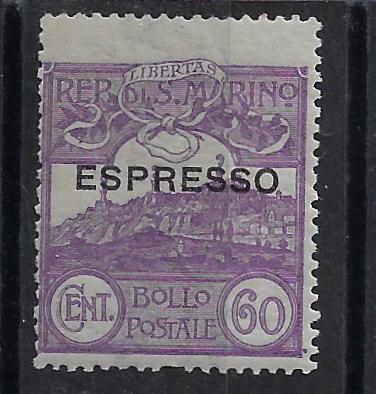 LIBERTAS
REP. DI S. MARINO
ESPRESSO
CENT. BOLLO POSTALE 60